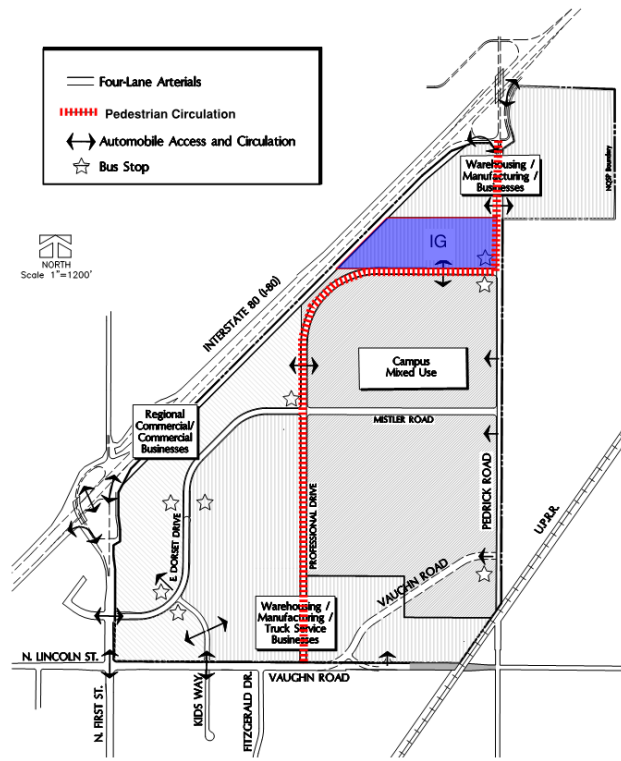 Four-Lane Arterials
Pedestrian Circulation
Automobile Access and Circulation
Bus Stop
NORTH
Scale 1"=1200'
Warehousing /
Manufacturing /
Businesses
NQSP Boundary
IG
INTERSTATE 80 (I-80)
Campus
Mixed Use
Regional
Commercial/
Commercial
Businesses
MISTLER ROAD
PEDRICK ROAD
U.P.R.R.
PROFESSIONAL DRIVE
E. DORSET DRIVE
VAUGHN ROAD
Warehousing /
Manufacturing /
Truck Service
Businesses
N. LINCOLN ST.
VAUGHN ROAD
N. FIRST ST.
KIDS WAY
FITZGERALD DR.